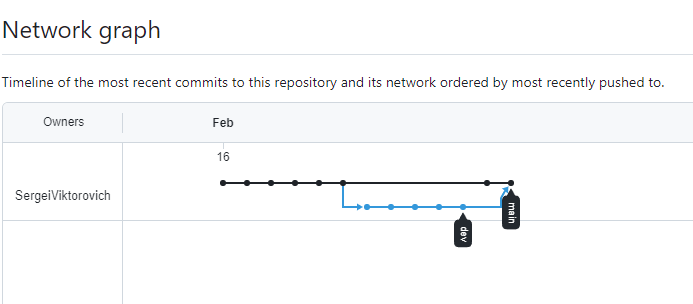 Network graph
Timeline of the most recent commits to this repository and its network ordered by most recently pushed to.
Owners
Feb
16
SergeiViktorovich
main
dev